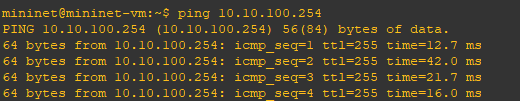 mininet@mininet-vm:~$ ping 10.10.100.254
PING 10.10.100.254 (10.10.100.254) 56(84) bytes of data.
64 bytes from 10.10.100.254: icmp_seq=1 ttl=255 time=12.7 ms
64 bytes from 10.10.100.254: icmp_seq=2 ttl=255 time=42.0 ms
64 bytes from 10.10.100.254: icmp_seq=3 ttl=255 time=21.7 ms
64 bytes from 10.10.100.254: icmp_seq=4 ttl=255 time=16.0 ms